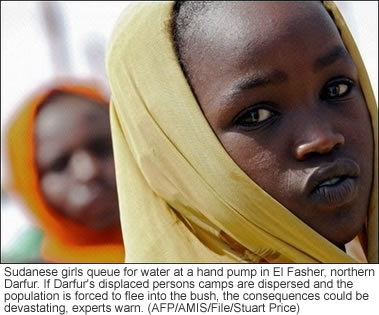 Sudanese girls queue for water at a hand pump in El Fasher, northern
Darfur. If Darfur's displaced persons camps are dispersed and the
population is forced to flee into the bush, the consequences could be
devastating, experts warn. (AFP/AMIS/File/Stuart Price)